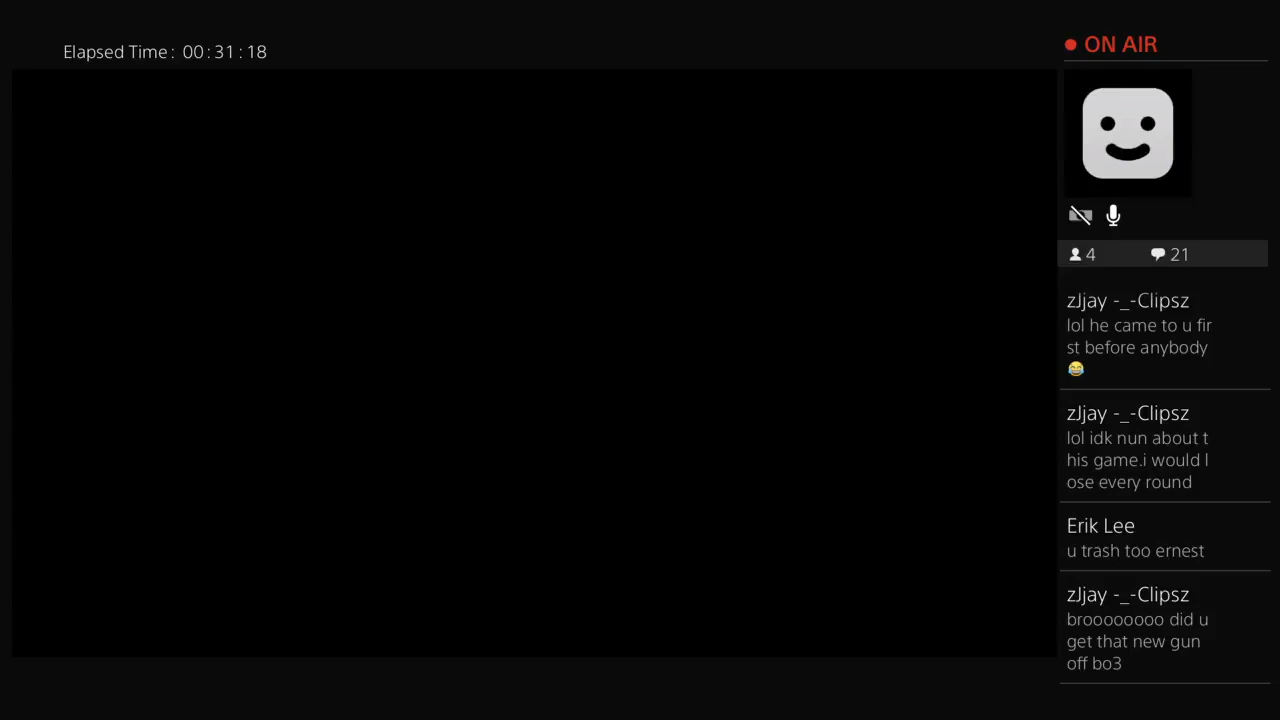 Elapsed Time: 00:31:18
ON AIR
4 21
zJjay -_-Clipsz
lol he came to u fir
st before anybody
😂
zJjay -_-Clipsz
lol idk nun about t
his game.i would l
ose every round
Erik Lee
u trash too ernest
zJjay -_-Clipsz
broooooooo did u
get that new gun
off bo3